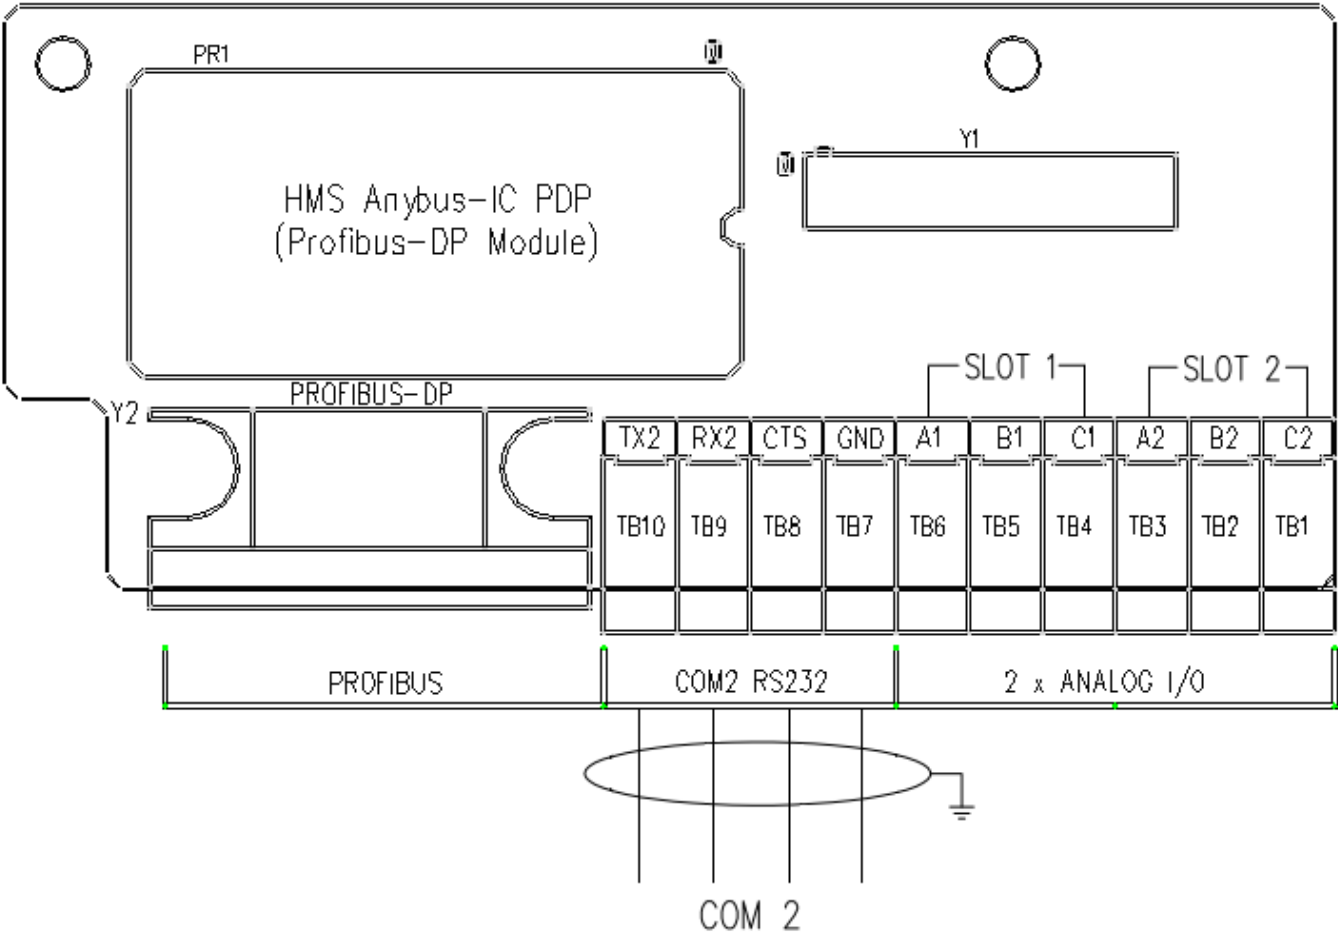 PR1
Y1
HMS Anybus-IC PDP
(Profibus-DP Module)
SLOT 1
SLOT 2
PROFIBUS-DP
Y2
TX2 RX2 CTS GND A1 B1 C1 A2 B2 C2
TB10 TB9 TB8 TB7 TB6 TB5 TB4 TB3 TB2 TB1
PROFIBUS
COM2 RS232
2 x ANALOG I/O
COM 2